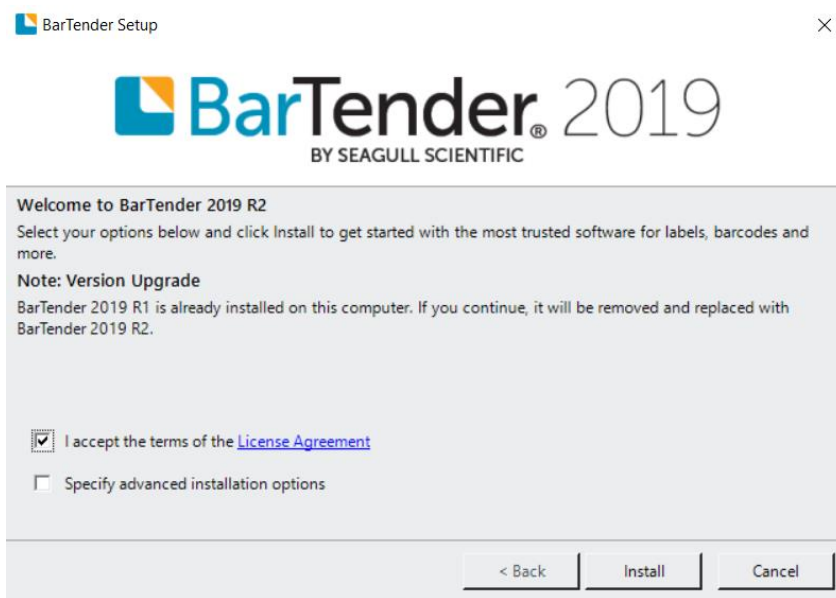 BarTender Setup
BarTender® 2019
BY SEAGULL SCIENTIFIC
Welcome to BarTender 2019 R2
Select your options below and click Install to get started with the most trusted software for labels, barcodes and
more.
Note: Version Upgrade
BarTender 2019 R1 is already installed on this computer. If you continue, it will be removed and replaced with
BarTender 2019 R2.
I accept the terms of the License Agreement
Specify advanced installation options
< Back Install Cancel